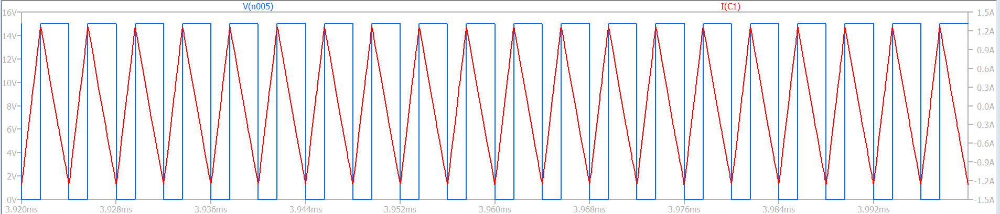 V(n005) I(C1)
16V 1.5A
14V 1.2A
12V 0.9A
0.6A
10V 0.3A
8V 0.0A
6V -0.3A
4V -0.6A
-0.9A
2V -1.2A
0V -1.5A
3.920ms 3.928ms 3.936ms 3.944ms 3.952ms 3.960ms 3.968ms 3.976ms 3.984ms 3.992ms